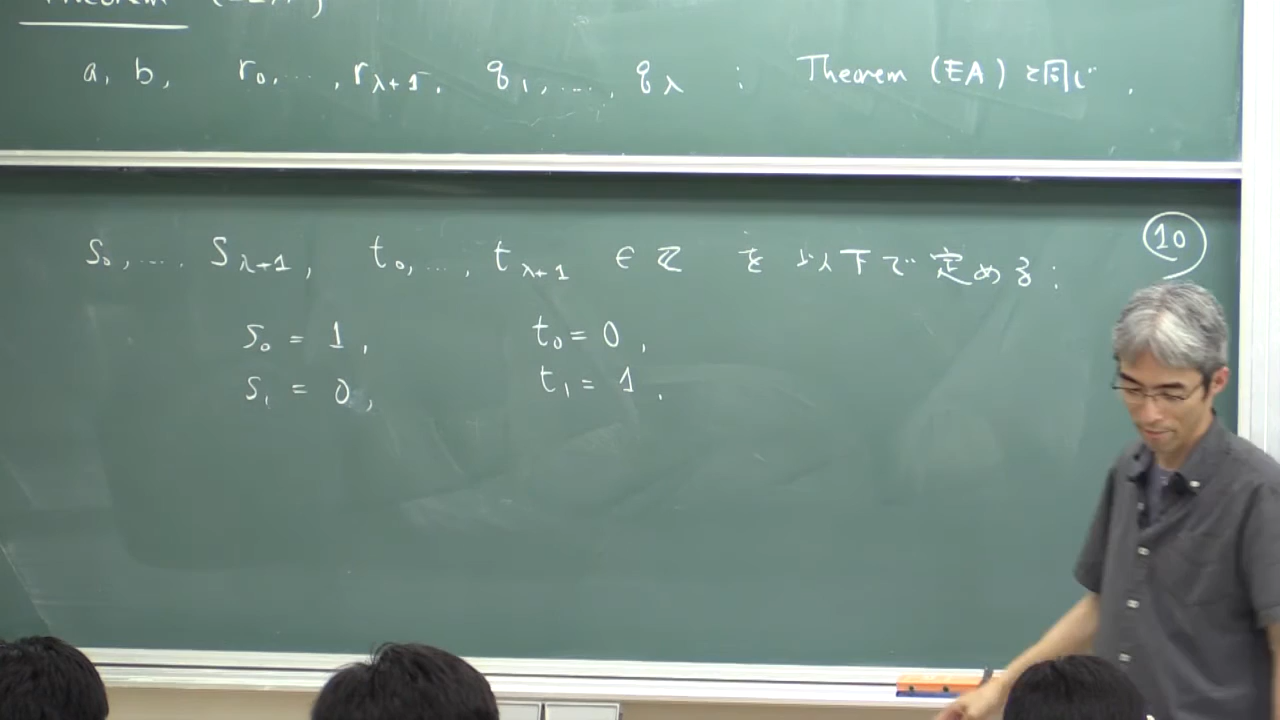 Theorem
a, b, r₀, ..., r_{λ+1}, q₁, ..., q_λ ; Theorem (EA) と同じ.
⑩
s₀, ..., s_{λ+1}, t₀, ..., t_{λ+1} ∈ ℤ を 以下で定める:
s₀ = 1, t₀ = 0,
s₁ = 0, t₁ = 1.